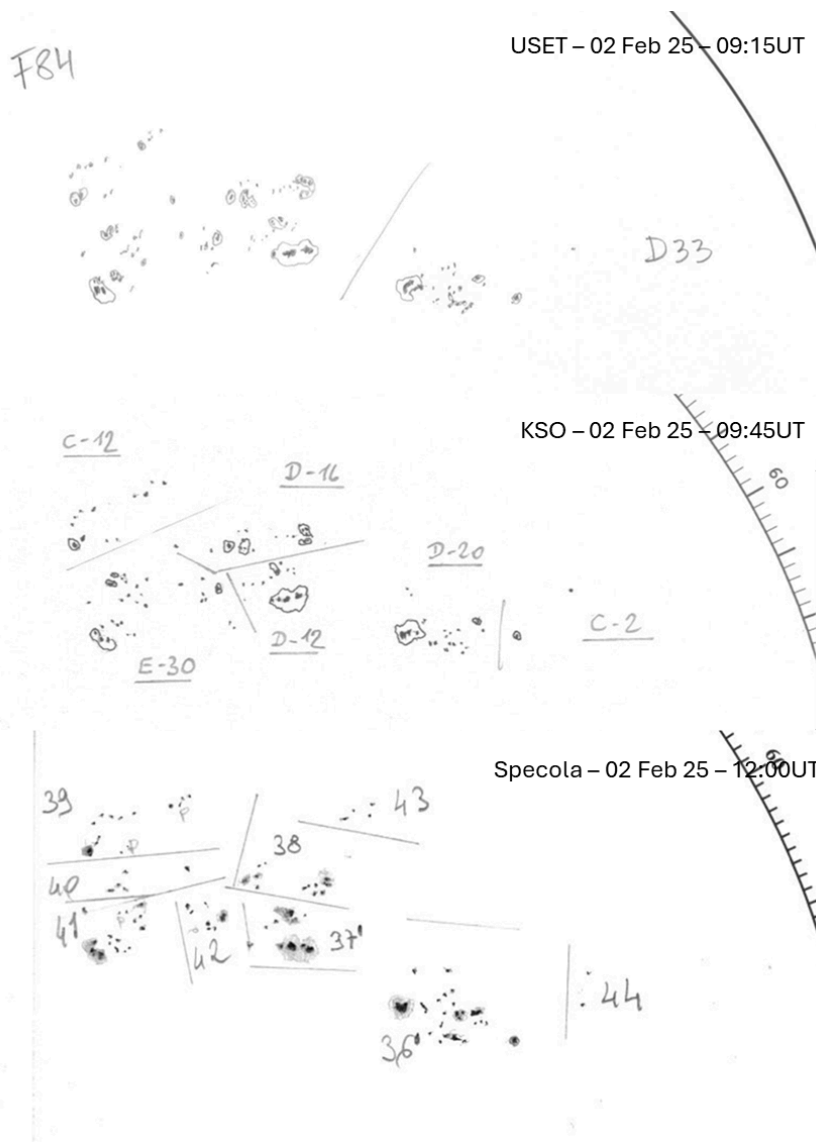 USET – 02 Feb 25 – 09:15UT
F84
D33
KSO – 02 Feb 25 – 09:45UT
C-12
D-16
60
D-20
C-2
D-12
E-30
Specola – 02 Feb 25 – 12:00UT
60
39
P
43
P
38
40
41
42
37
44
36